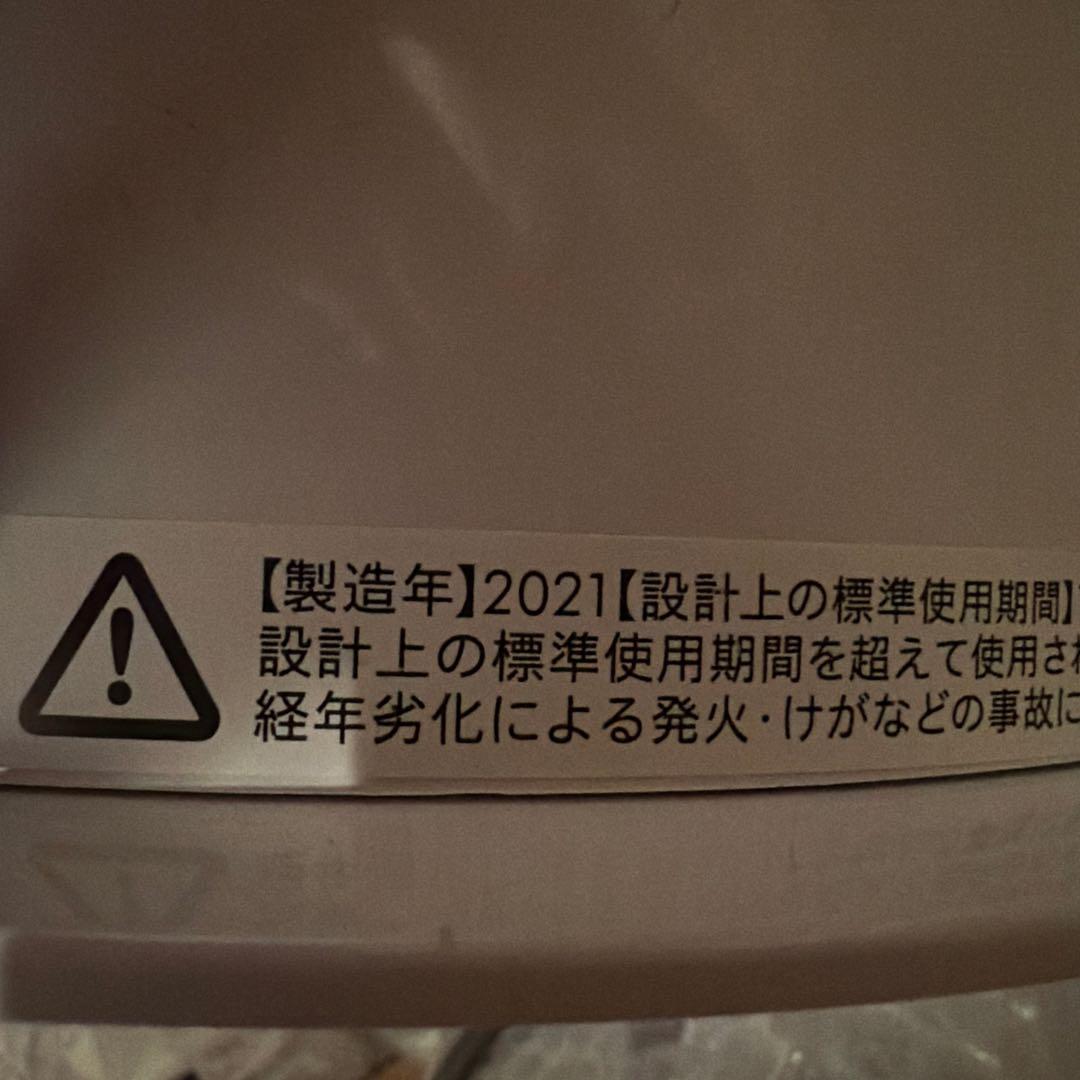 【製造年】2021【設計上の標準使用期間】
設計上の標準使用期間を超えて使用さ
経年劣化による発火・けがなどの事故に